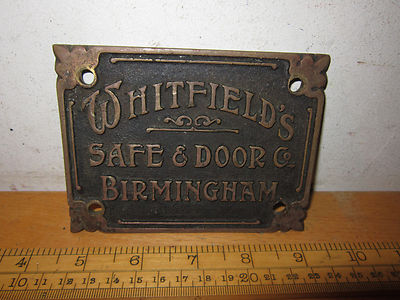 WHITFIELD'S
SAFE & DOOR CO.
BIRMINGHAM
4 5 6 7 8 9 10
10 11 12 13 14 15 16 17 18 19 20 21 22 23 24 25 26